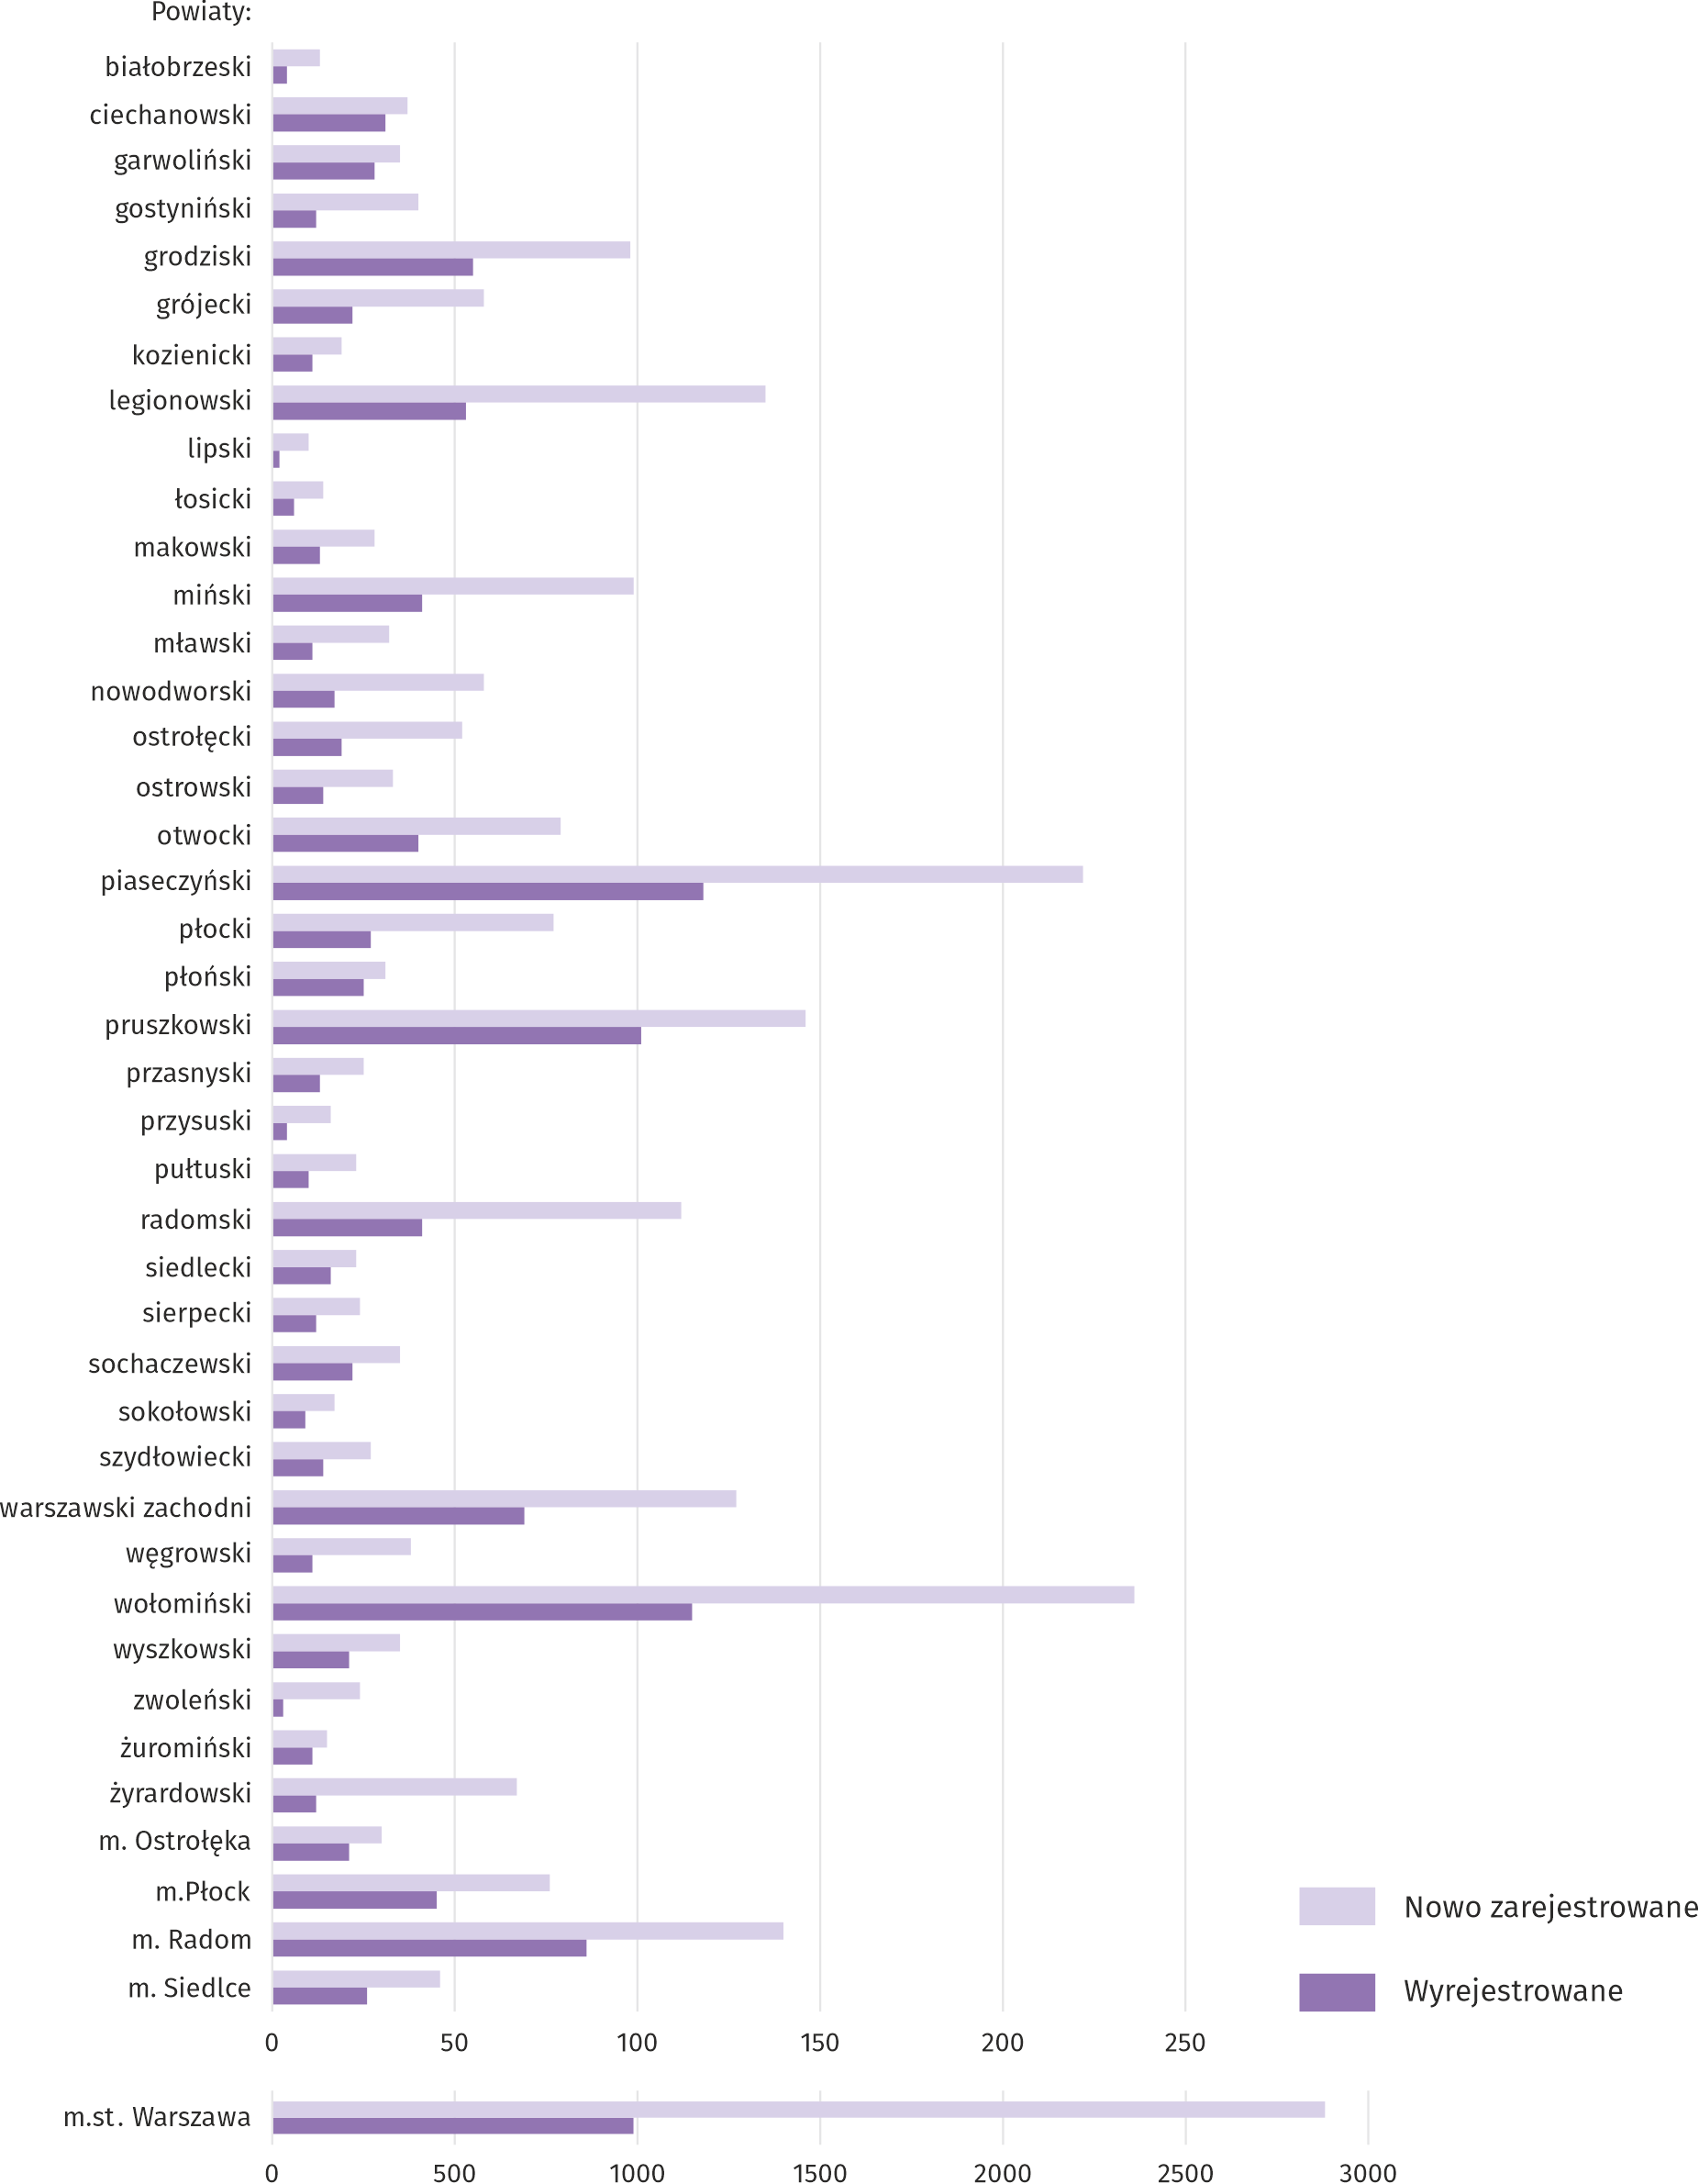 Powiaty:
białobrzeski
ciechanowski
garwoliński
gostyniński
grodziski
grójecki
kozienicki
legionowski
lipski
łosicki
makowski
miński
mławski
nowodworski
ostrołęcki
ostrowski
otwocki
piaseczyński
płocki
płoński
pruszkowski
przasnyski
przysuski
pułtuski
radomski
siedlecki
sierpecki
sochaczewski
sokołowski
szydłowiecki
warszawski zachodni
węgrowski
wołomiński
wyszkowski
zwoleński
żuromiński
żyrardowski
m. Ostrołęka
m.Płock
m. Radom
m. Siedlce
Nowo zarejestrowane
Wyrejestrowane
0 50 100 150 200 250
m.st. Warszawa
0 500 1000 1500 2000 2500 3000